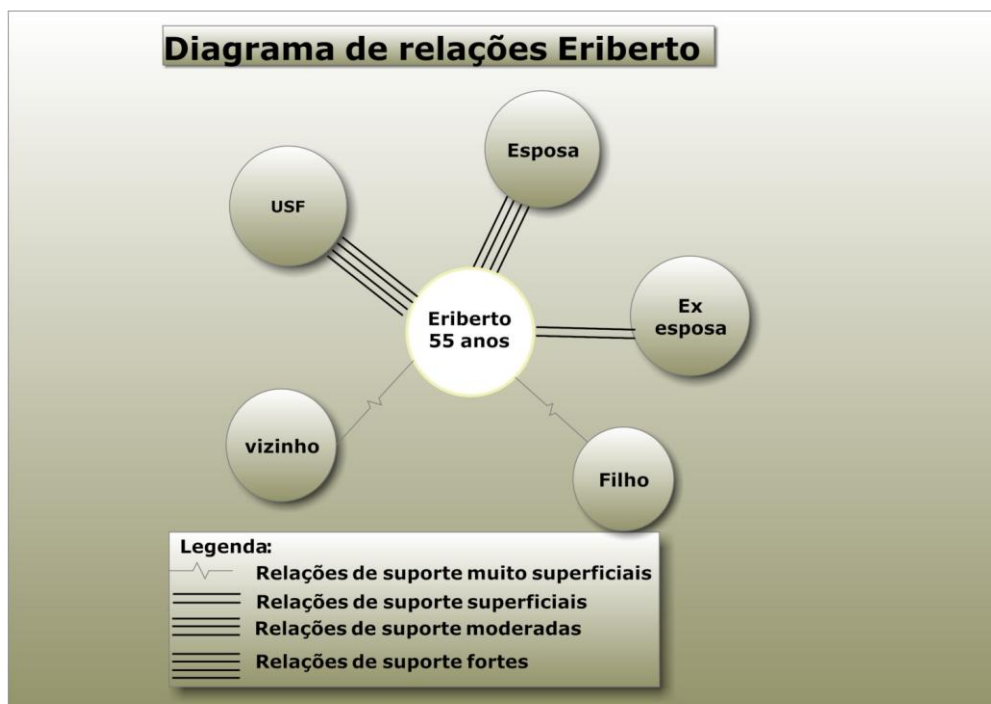 Diagrama de relações Eriberto
Esposa
USF
Ex
esposa
Eriberto
55 anos
vizinho
Filho
Legenda:
Relações de suporte muito superficiais
Relações de suporte superficiais
Relações de suporte moderadas
Relações de suporte fortes